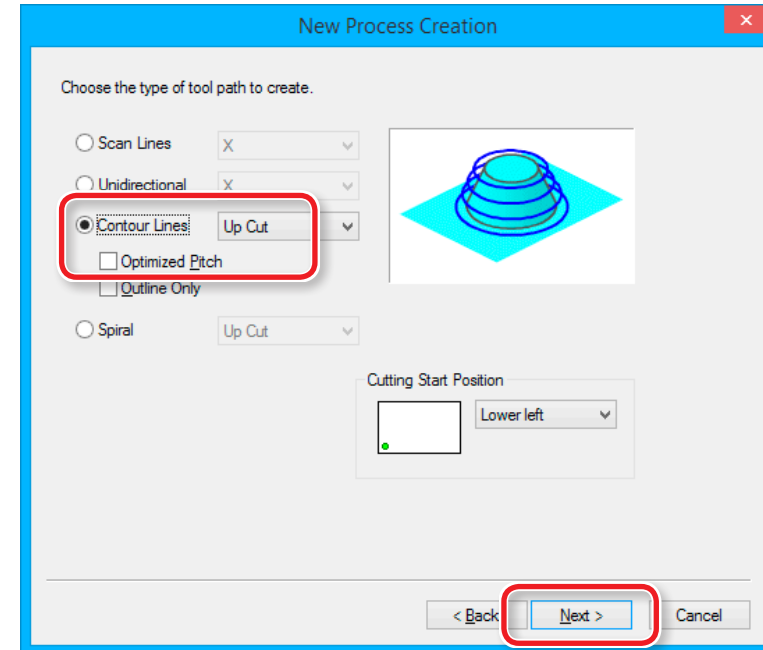 New Process Creation
Choose the type of tool path to create.
Scan Lines X
Unidirectional X
Contour Lines Up Cut
Optimized Pitch
Outline Only
Spiral Up Cut
Cutting Start Position
Lower left
< Back Next > Cancel